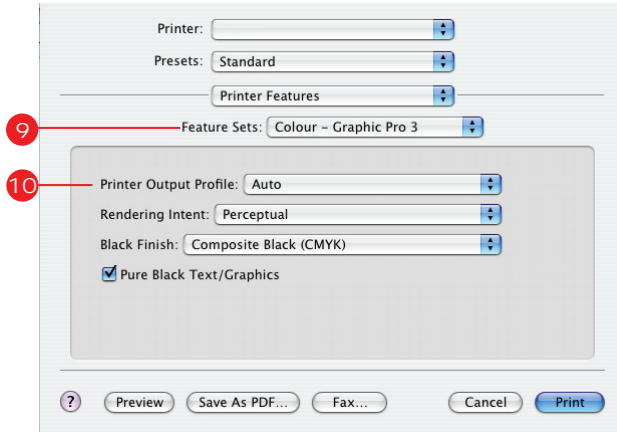 Printer:
Presets: Standard
Printer Features
9 Feature Sets: Colour – Graphic Pro 3
10 Printer Output Profile: Auto
Rendering Intent: Perceptual
Black Finish: Composite Black (CMYK)
Pure Black Text/Graphics
? Preview Save As PDF... Fax... Cancel Print